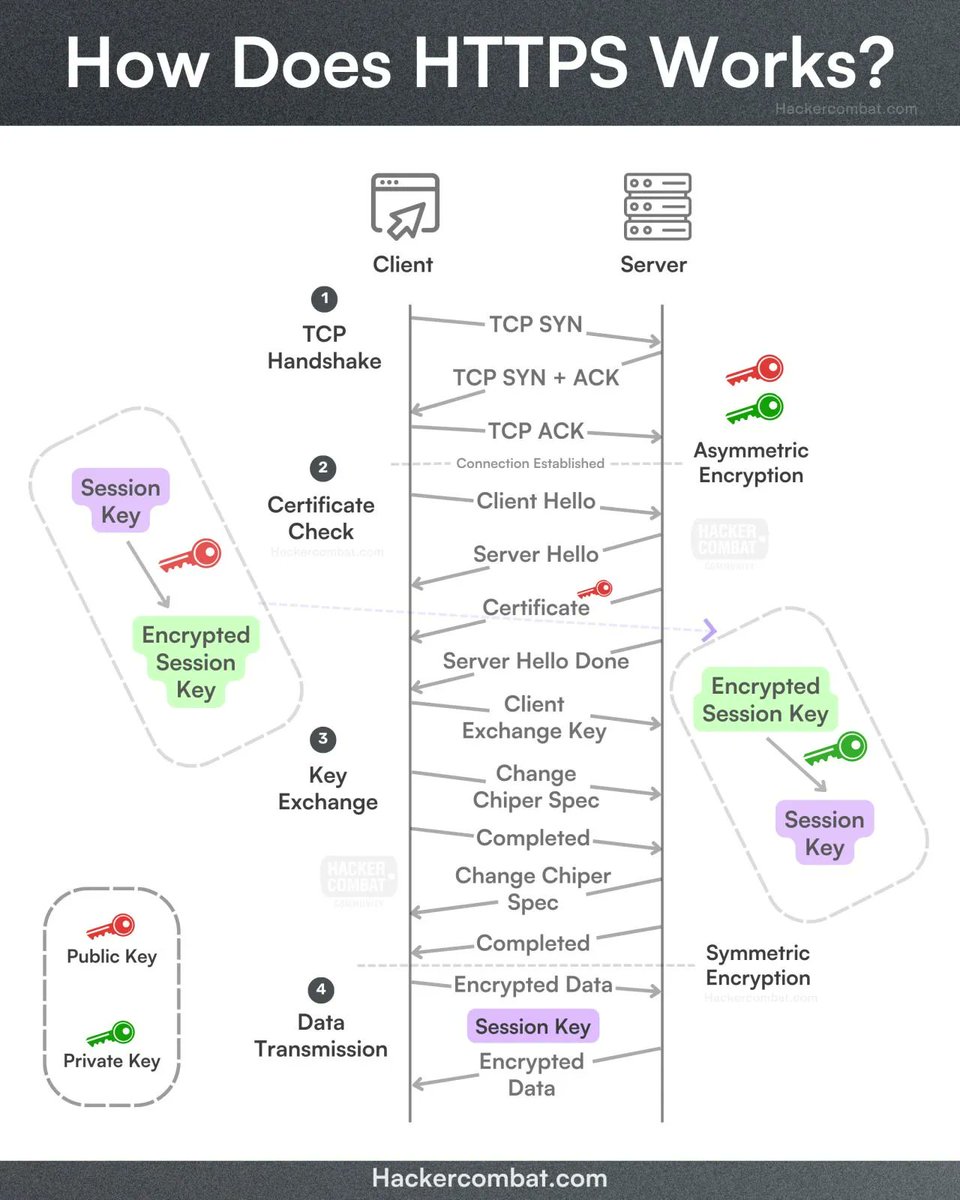 How Does HTTPS Works?
Hackercombat.com
Client
Server
1
TCP
Handshake
TCP SYN
TCP SYN + ACK
TCP ACK
Asymmetric
Encryption
Connection Established
2
Certificate
Check
Hackercombat.com
Client Hello
HACKER
COMBAT
COMMUNITY
Server Hello
Certificate
Server Hello Done
Session
Key
Encrypted
Session
Key
Client
Exchange Key
Encrypted
Session Key
Session
Key
3
Key
Exchange
Change
Chiper Spec
Completed
HACKER
COMBAT
COMMUNITY
Change Chiper
Spec
Completed
Public Key
Private Key
Symmetric
Encryption
Hackercombat.com
4
Data
Transmission
Encrypted Data
Session Key
Encrypted
Data
Hackercombat.com